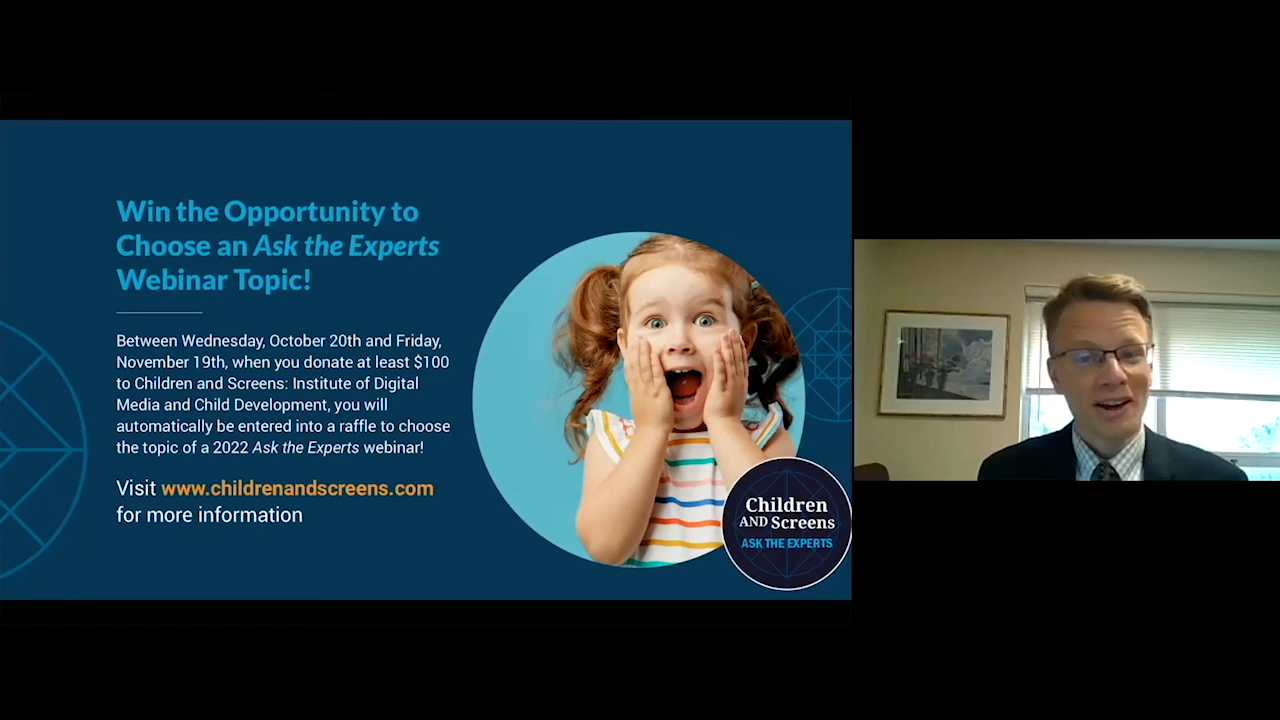 Win the Opportunity to
Choose an Ask the Experts
Webinar Topic!
Between Wednesday, October 20th and Friday,
November 19th, when you donate at least $100
to Children and Screens: Institute of Digital
Media and Child Development, you will
automatically be entered into a raffle to choose
the topic of a 2022 Ask the Experts webinar!
Visit www.childrenandscreens.com
for more information
Children
AND Screens
ASK THE EXPERTS